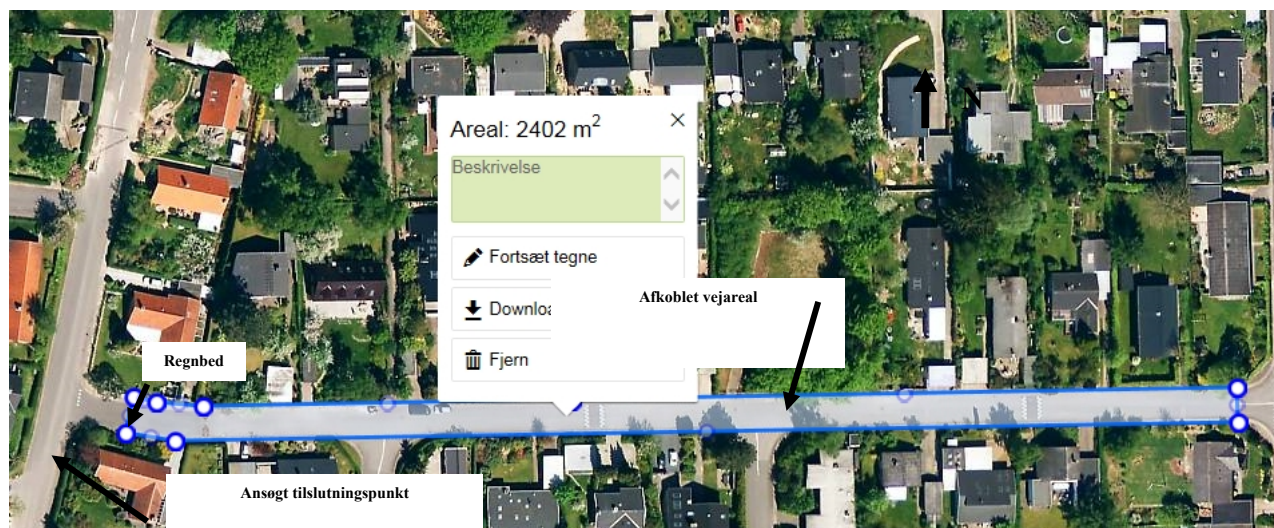 Areal: 2402 m²
Beskrivelse
Fortsæt tegne
Downloa
Fjern
Afkoblet vejareal
Regnbed
Ansøgt tilslutningspunkt
N